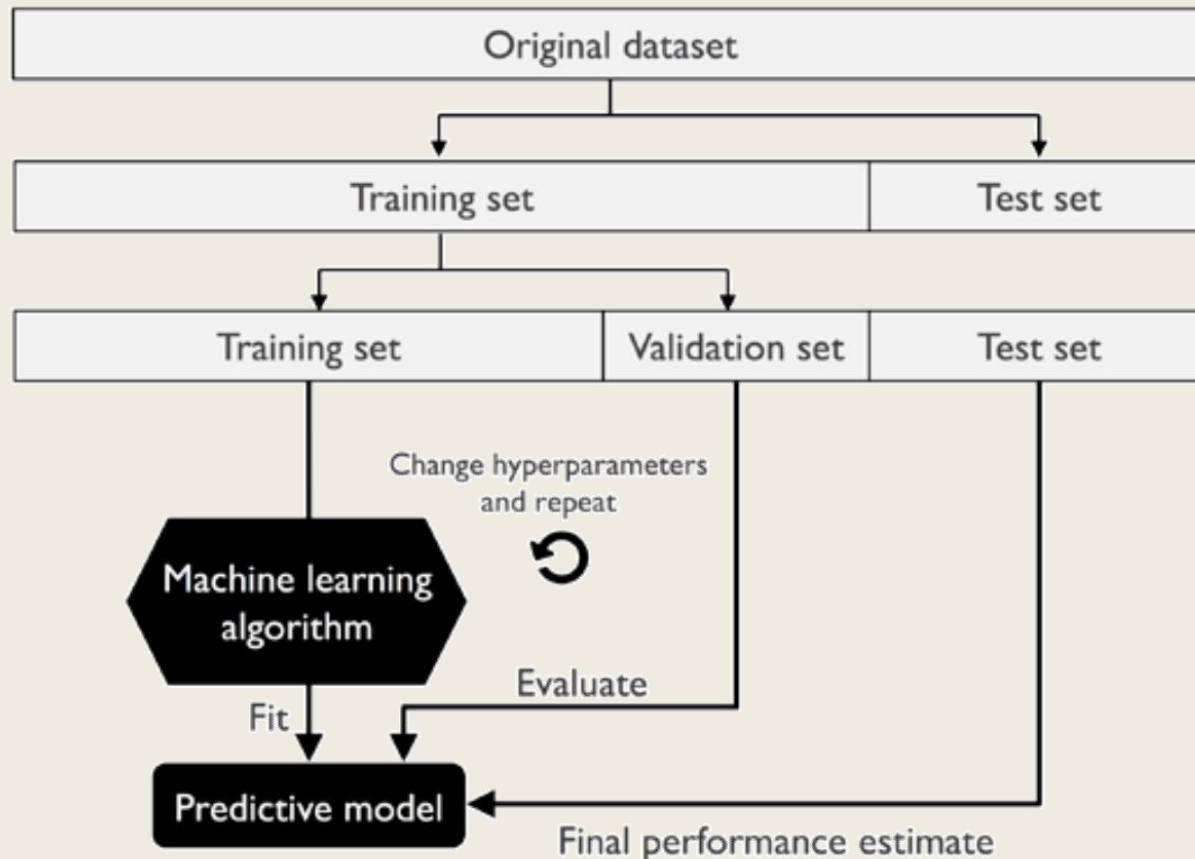 Original dataset
Training set
Test set
Training set
Validation set
Test set
Change hyperparameters
and repeat
Machine learning
algorithm
Evaluate
Fit
Predictive model
Final performance estimate